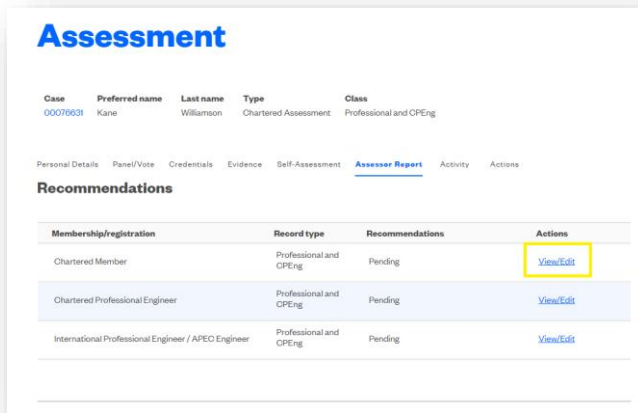 Assessment
Case Preferred name Last name Type Class
00076631 Kane Williamson Chartered Assessment Professional and CPEng
Personal Details Panel/Vote Credentials Evidence Self-Assessment Assessor Report Activity Actions
Recommendations
Membership/registration Record type Recommendations Actions
Chartered Member Professional and CPEng Pending View/Edit
Chartered Professional Engineer Professional and CPEng Pending View/Edit
International Professional Engineer / APEC Engineer Professional and CPEng Pending View/Edit